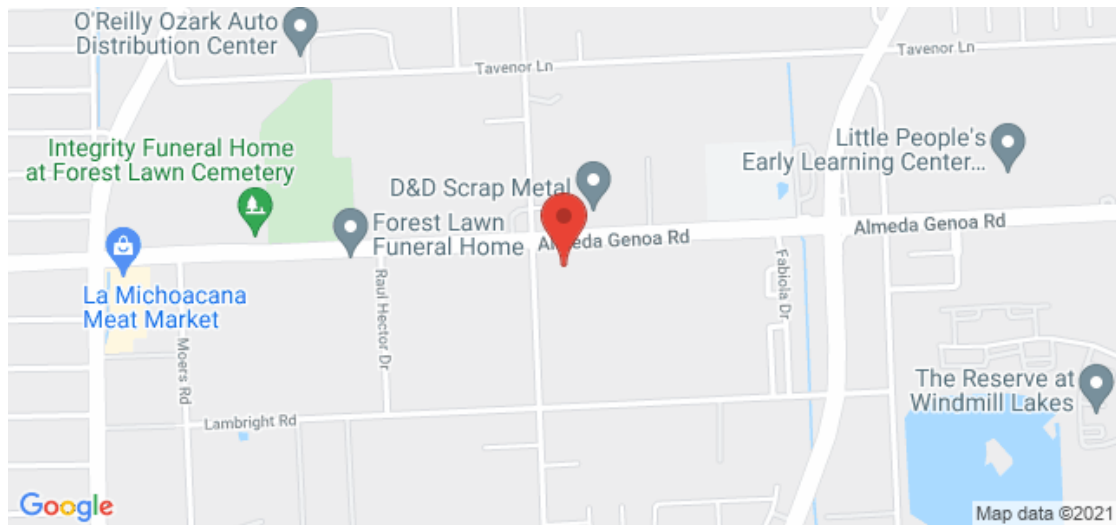 O'Reilly Ozark Auto
Distribution Center
Tavenor Ln
Tavenor Ln
Integrity Funeral Home
at Forest Lawn Cemetery
Little People's
Early Learning Center...
D&D Scrap Metal
Forest Lawn
Funeral Home
Almeda Genoa Rd
Almeda Genoa Rd
La Michoacana
Meat Market
Moers Rd
Raul Hector Dr
Fabiola Dr
The Reserve at
Windmill Lakes
Lambright Rd
Google
Map data ©2021